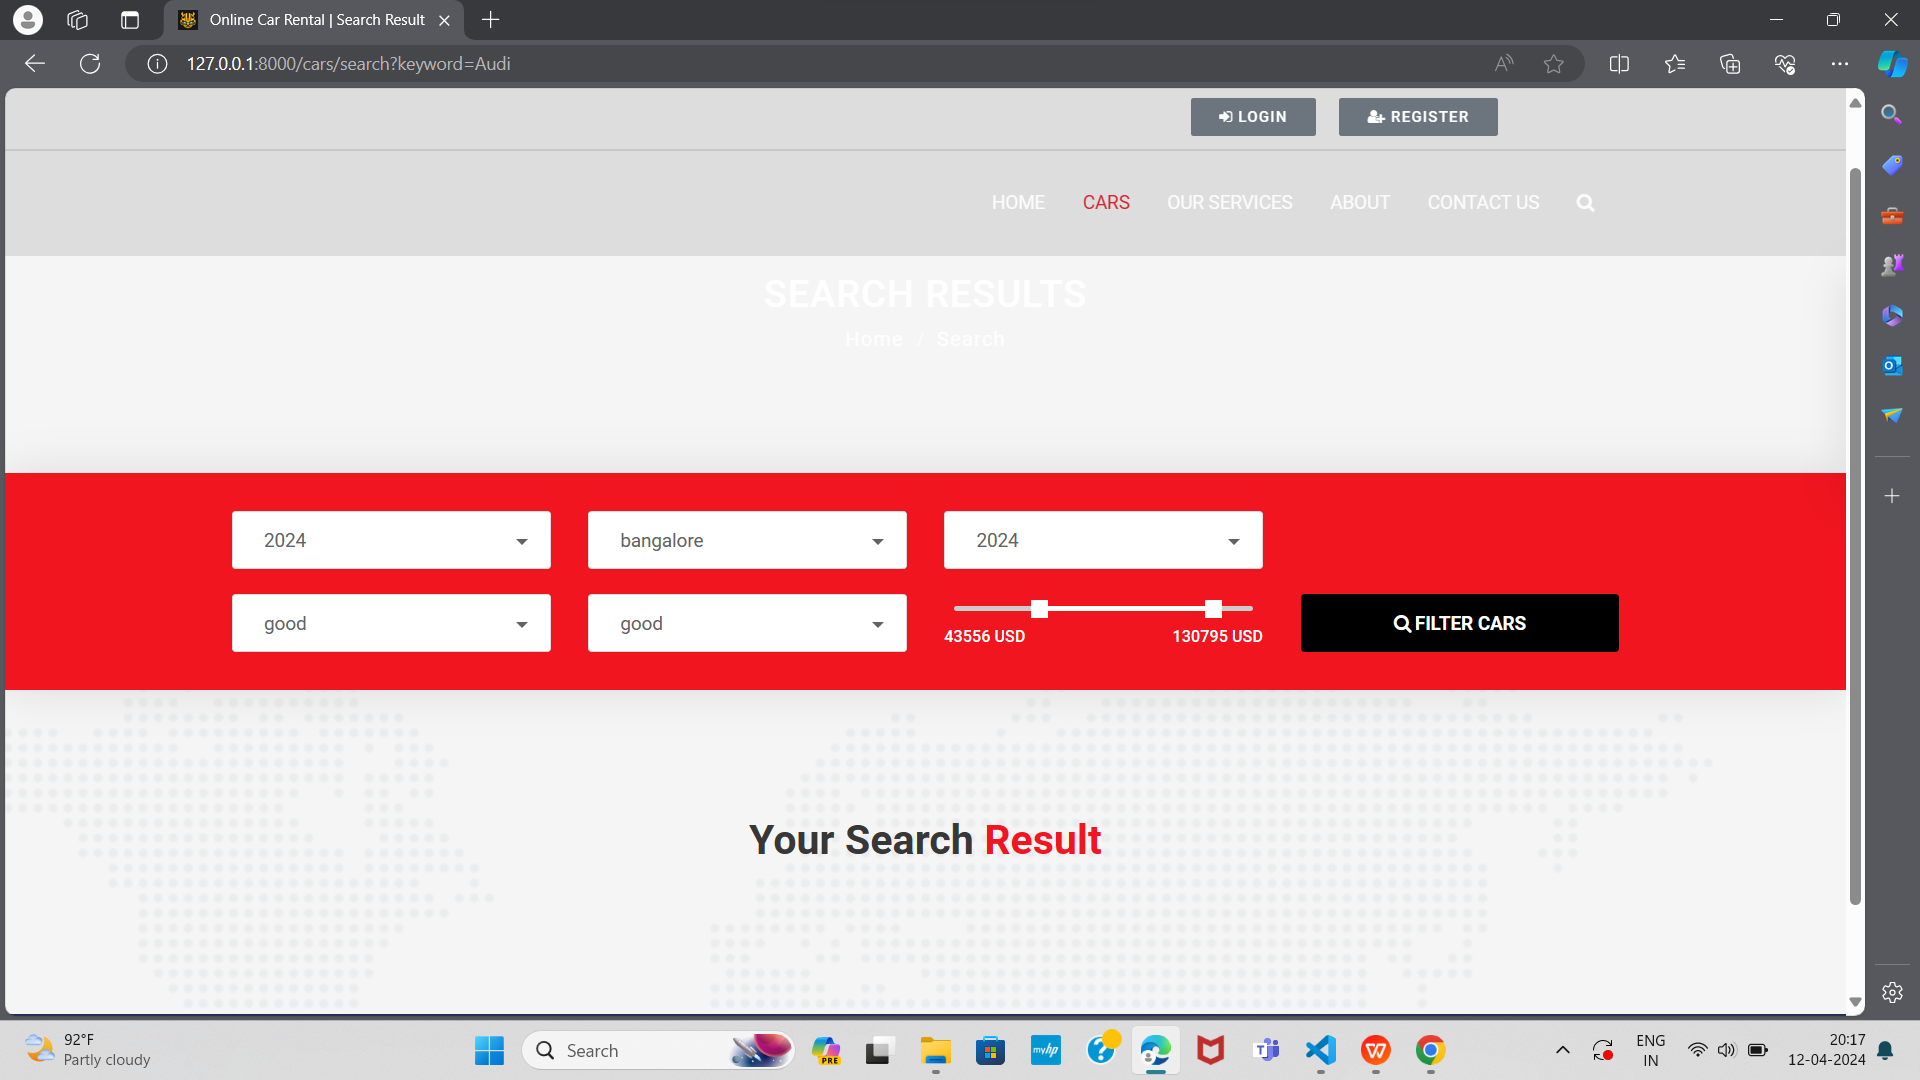 Online Car Rental | Search Result
127.0.0.1:8000/cars/search?keyword=Audi
LOGIN
REGISTER
HOME
CARS
OUR SERVICES
ABOUT
CONTACT US
SEARCH RESULTS
Home / Search
2024
bangalore
2024
good
good
43556 USD
130795 USD
FILTER CARS
Your Search Result
92°F
Partly cloudy
Search
PRE
myhp
ENG
IN
20:17
12-04-2024